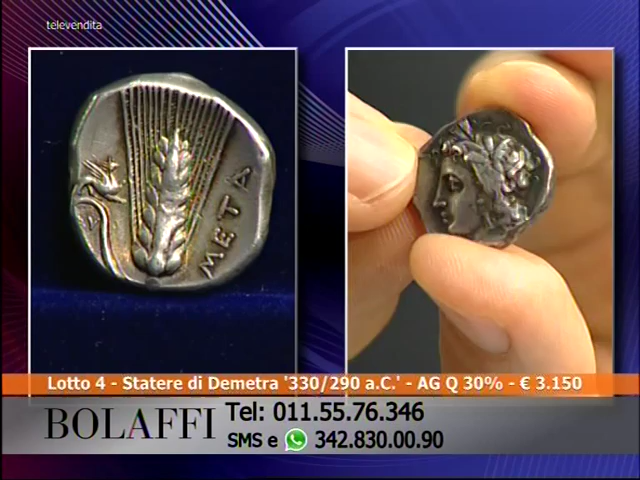 televendita
META
Lotto 4 - Statere di Demetra '330/290 a.C.' - AG Q 30% - € 3.150
BOLAFFI
Tel: 011.55.76.346
SMS e 342.830.00.90